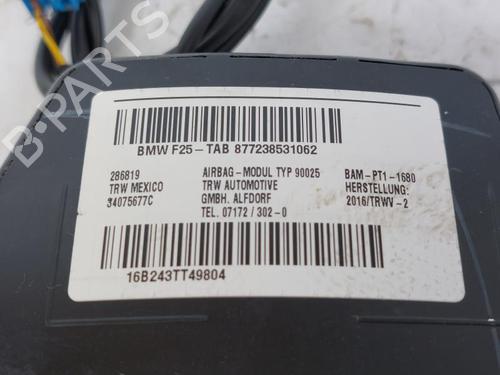 BMW F25-TAB 877238531062
286819
TRW MEXICO
34075677C
AIRBAG-MODUL TYP 90025
TRW AUTOMOTIVE
GMBH. ALFDORF
TEL. 07172 / 302-0
BAM-PT1-1680
HERSTELLUNG:
2016/TRWV-2
16B243TT49804